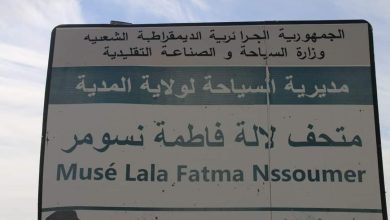 الجمهورية الجزائرية الديمقراطية الشعبية
وزارة السياحة و الصناعة التقليدية
مديرية السياحة لولاية المدية
متحف لالة فاطمة نسومر
Musé Lala Fatma Nssoumer